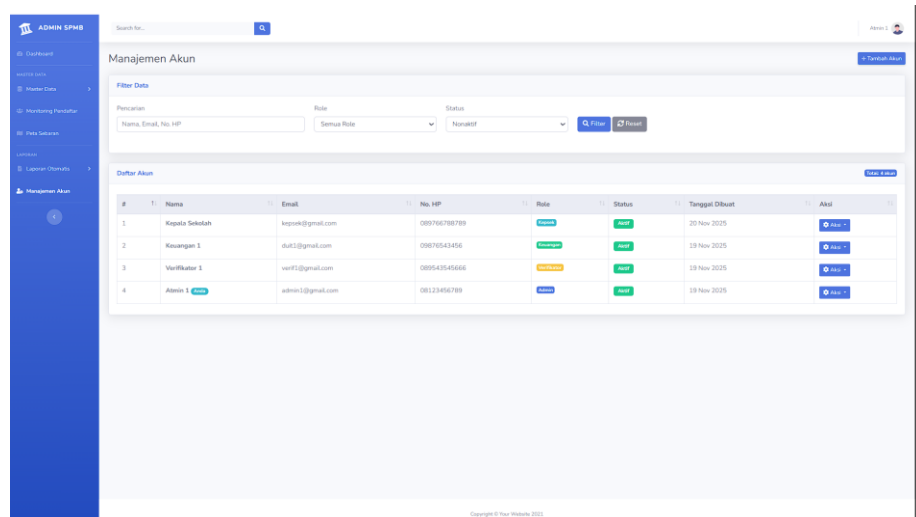 ADMIN SPMB
Search for...
Admin 1
Dashboard
Manajemen Akun
+ Tambah Akun
MASTER DATA
Master Data
Filter Data
Monitoring Pendaftar
Pencarian
Role
Status
Nama, Email, No. HP
Semua Role
Nonaktif
Filter
Reset
Peta Sebaran
LAPORAN
Laporan Otomatis
Daftar Akun
Total: 4 akun
Manajemen Akun
# Nama Email No. HP Role Status Tanggal Dibuat Aksi
1 Kepala Sekolah kepsek@gmail.com 089766788789 Kepsek Aktif 20 Nov 2025 Aksi
2 Keuangan 1 duit1@gmail.com 09876543456 Keuangan Aktif 19 Nov 2025 Aksi
3 Verifikator 1 verif1@gmail.com 089543545666 Verifikator Aktif 19 Nov 2025 Aksi
4 Atmin 1 Anda admin1@gmail.com 08123456789 Admin Aktif 19 Nov 2025 Aksi
Copyright © Your Website 2021